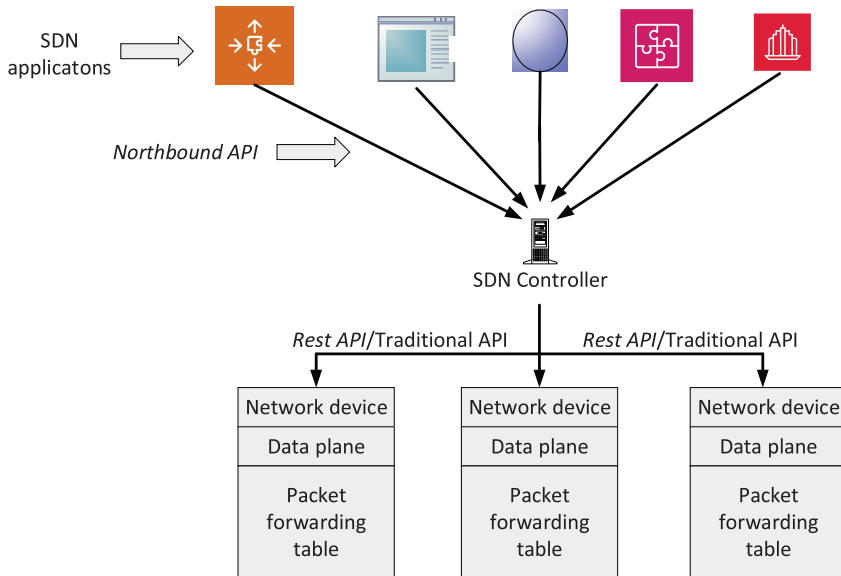 SDN
applicatons
Northbound API
SDN Controller
Rest API/Traditional API
Rest API/Traditional API
Network device
Network device
Network device
Data plane
Data plane
Data plane
Packet
forwarding
table
Packet
forwarding
table
Packet
forwarding
table